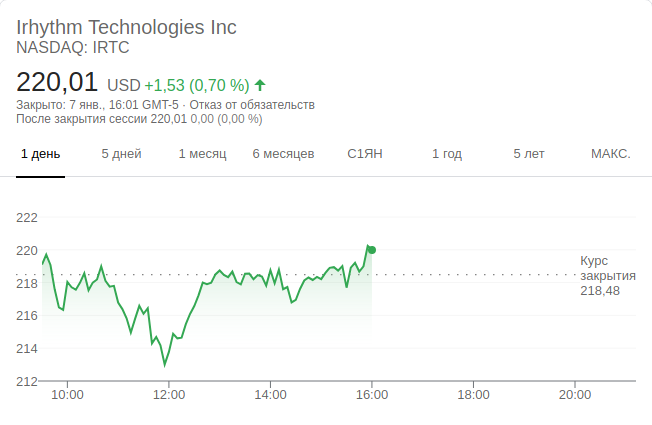 Irhythm Technologies Inc
NASDAQ: IRTC
220,01 USD +1,53 (0,70 %)
Закрыто: 7 янв., 16:01 GMT-5 · Отказ от обязательств
После закрытия сессии 220,01 0,00 (0,00 %)
1 день 5 дней 1 месяц 6 месяцев С1ЯН 1 год 5 лет МАКС.
222
220
218
216
214
212
Курс
закрытия
218,48
10:00 12:00 14:00 16:00 18:00 20:00